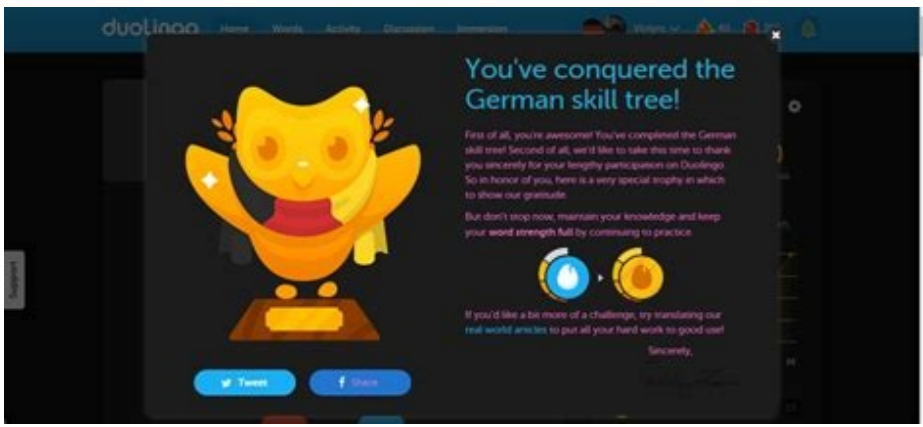 duolingo Home Words Activity Discussion Immersion
You've conquered the
German skill tree!
First of all, you're awesome! You've completed the German
skill tree! Second of all, we'd like to take this time to thank
you sincerely for your lengthy participation on Duolingo.
So in honor of you, here is a very special trophy in which
to show our gratitude.
But don't stop now, maintain your knowledge and keep
your word strength full by continuing to practice.
If you'd like a bit more of a challenge, try translating our
real world articles to put all your hard work to good use!
Sincerely,
Tweet
Share
Support